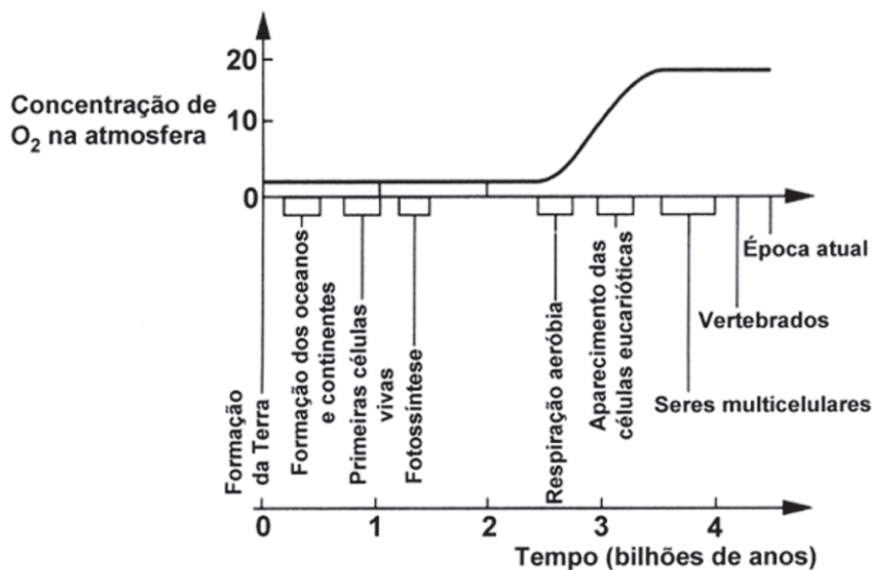 20
Concentração de
O₂ na atmosfera
10
0
Formação
da Terra
Formação dos oceanos
e continentes
Primeiras células
vivas
Fotossíntese
Respiração aeróbia
Aparecimento das
células eucarióticas
Seres multicelulares
Vertebrados
Época atual
0 1 2 3 4
Tempo (bilhões de anos)